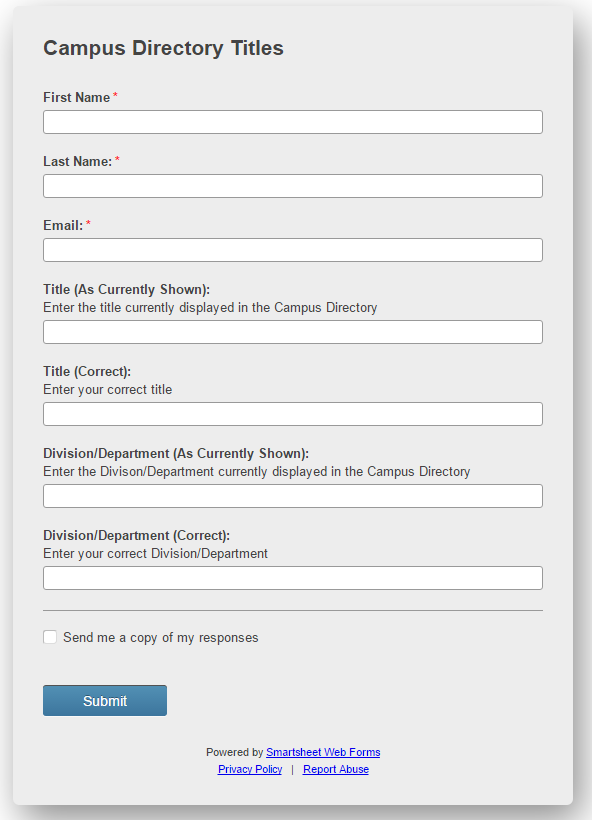 Campus Directory Titles
First Name *
Last Name: *
Email: *
Title (As Currently Shown):
Enter the title currently displayed in the Campus Directory
Title (Correct):
Enter your correct title
Division/Department (As Currently Shown):
Enter the Divison/Department currently displayed in the Campus Directory
Division/Department (Correct):
Enter your correct Division/Department
Send me a copy of my responses
Submit
Powered by Smartsheet Web Forms
Privacy Policy | Report Abuse